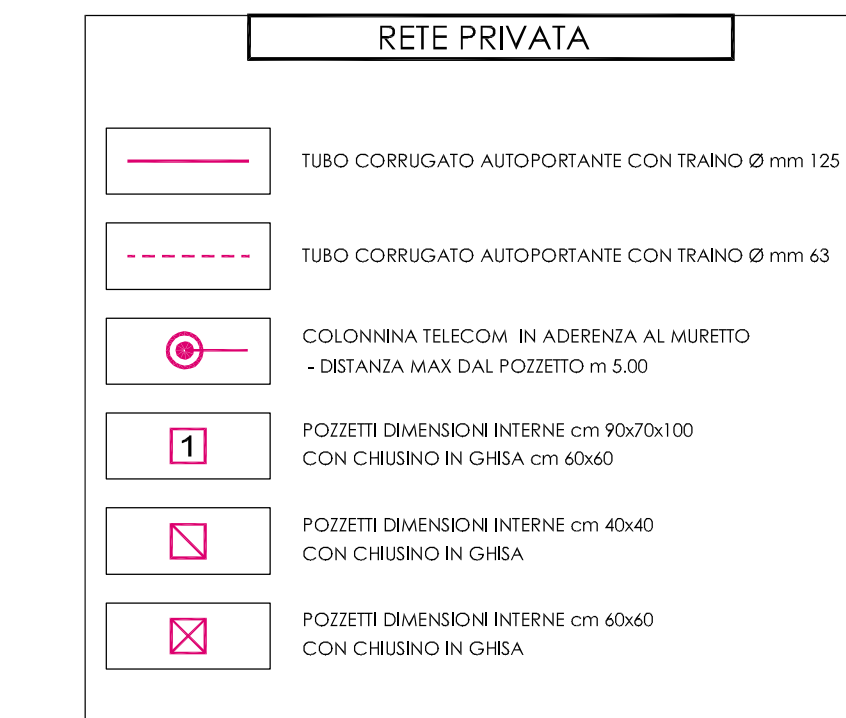 RETE PRIVATA
TUBO CORRUGATO AUTOPORTANTE CON TRAINO Ø mm 125
TUBO CORRUGATO AUTOPORTANTE CON TRAINO Ø mm 63
COLONNINA TELECOM IN ADERENZA AL MURETTO
- DISTANZA MAX DAL POZZETTO m 5.00
1
POZZETTI DIMENSIONI INTERNE cm 90x70x100
CON CHIUSINO IN GHISA cm 60x60
POZZETTI DIMENSIONI INTERNE cm 40x40
CON CHIUSINO IN GHISA
POZZETTI DIMENSIONI INTERNE cm 60x60
CON CHIUSINO IN GHISA